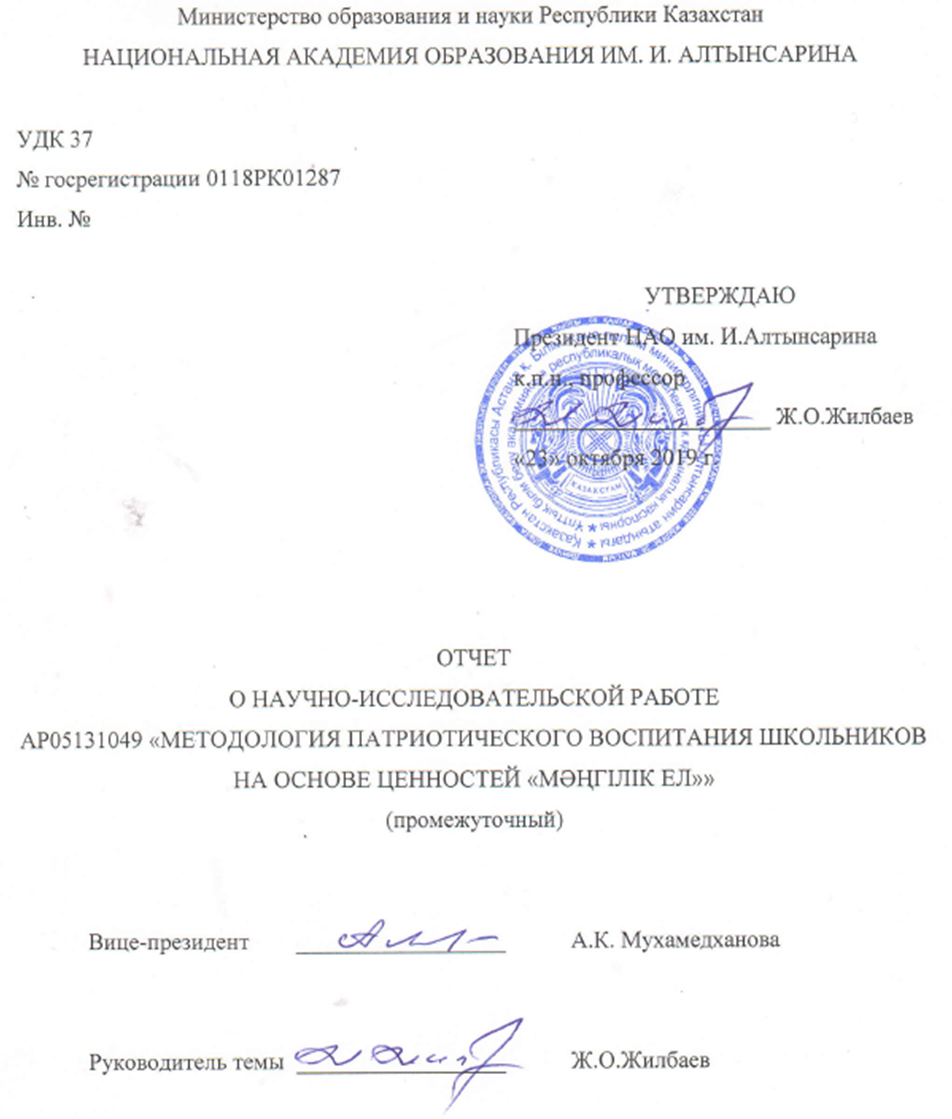 Министерство образования и науки Республики Казахстан
НАЦИОНАЛЬНАЯ АКАДЕМИЯ ОБРАЗОВАНИЯ ИМ. И. АЛТЫНСАРИНА
УДК 37
№ госрегистрации 0118РК01287
Инв. №
УТВЕРЖДАЮ
Президент НАО им. И.Алтынсарина
к.п.н., профессор
Ж.О.Жилбаев
«23» октября 2019 г
ҚАЗАҚСТАН
ОТЧЕТ
О НАУЧНО-ИССЛЕДОВАТЕЛЬСКОЙ РАБОТЕ
АР05131049 «МЕТОДОЛОГИЯ ПАТРИОТИЧЕСКОГО ВОСПИТАНИЯ ШКОЛЬНИКОВ
НА ОСНОВЕ ЦЕННОСТЕЙ «МӘҢГІЛІК ЕЛ»»
(промежуточный)
Вице-президент А.К. Мухамедханова
Руководитель темы Ж.О.Жилбаев